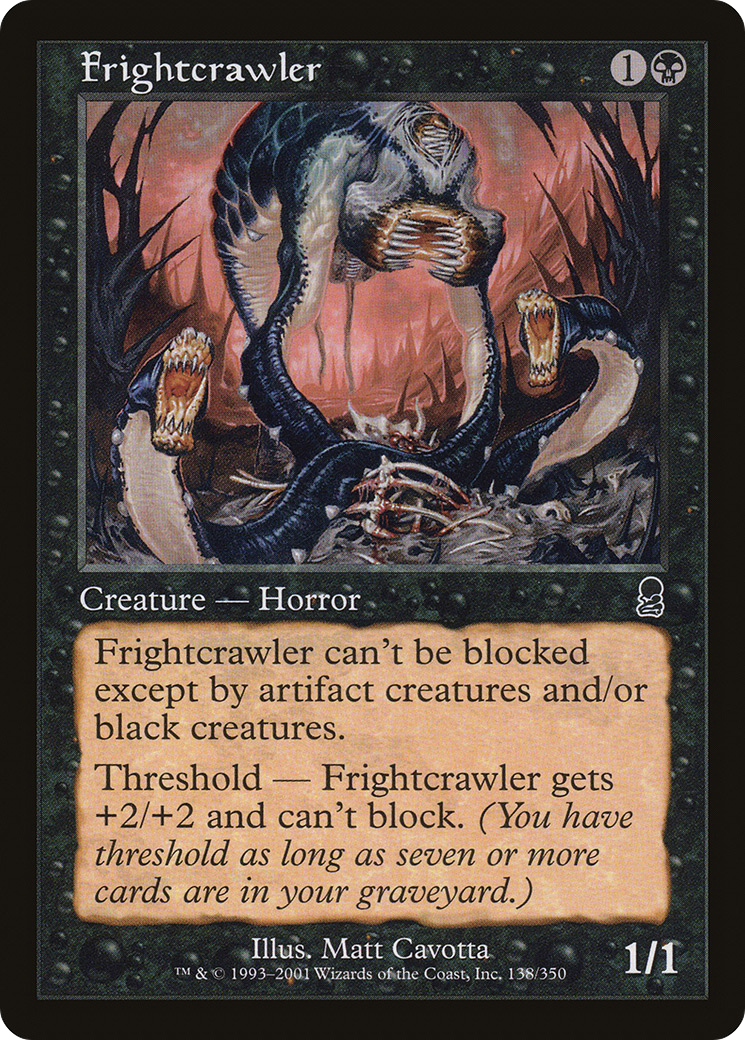 Frightcrawler 1
Creature — Horror
Frightcrawler can't be blocked
except by artifact creatures and/or
black creatures.
Threshold — Frightcrawler gets
+2/+2 and can't block. (You have
threshold as long as seven or more
cards are in your graveyard.)
Illus. Matt Cavotta
™ & © 1993–2001 Wizards of the Coast, Inc. 138/350
1/1